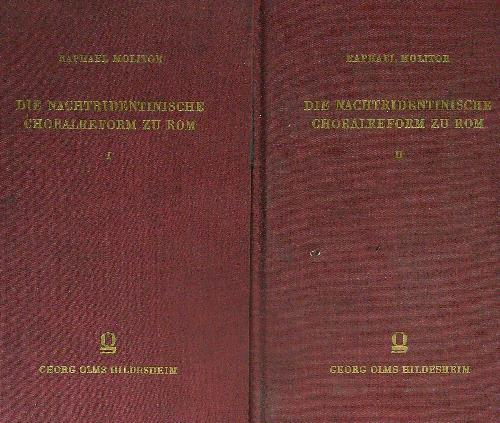 RAPHAEL MOLITOR
DIE NACHTRIDENTINISCHE
CHORALREFORM ZU ROM
I
GEORG OLMS HILDESHEIM
RAPHAEL MOLITOR
DIE NACHTRIDENTINISCHE
CHORALREFORM ZU ROM
II
GEORG OLMS HILDESHEIM